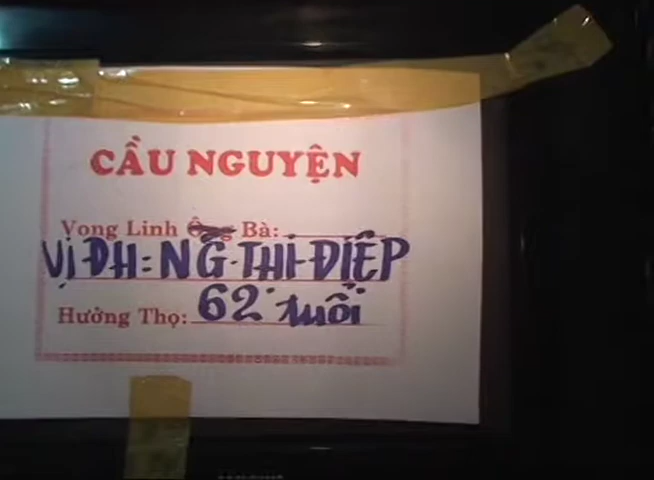 CẦU NGUYỆN
Vong Linh Ông Bà:
Vị ĐH: NG. THỊ ĐIỆP
Hưởng Thọ: 62 tuổi